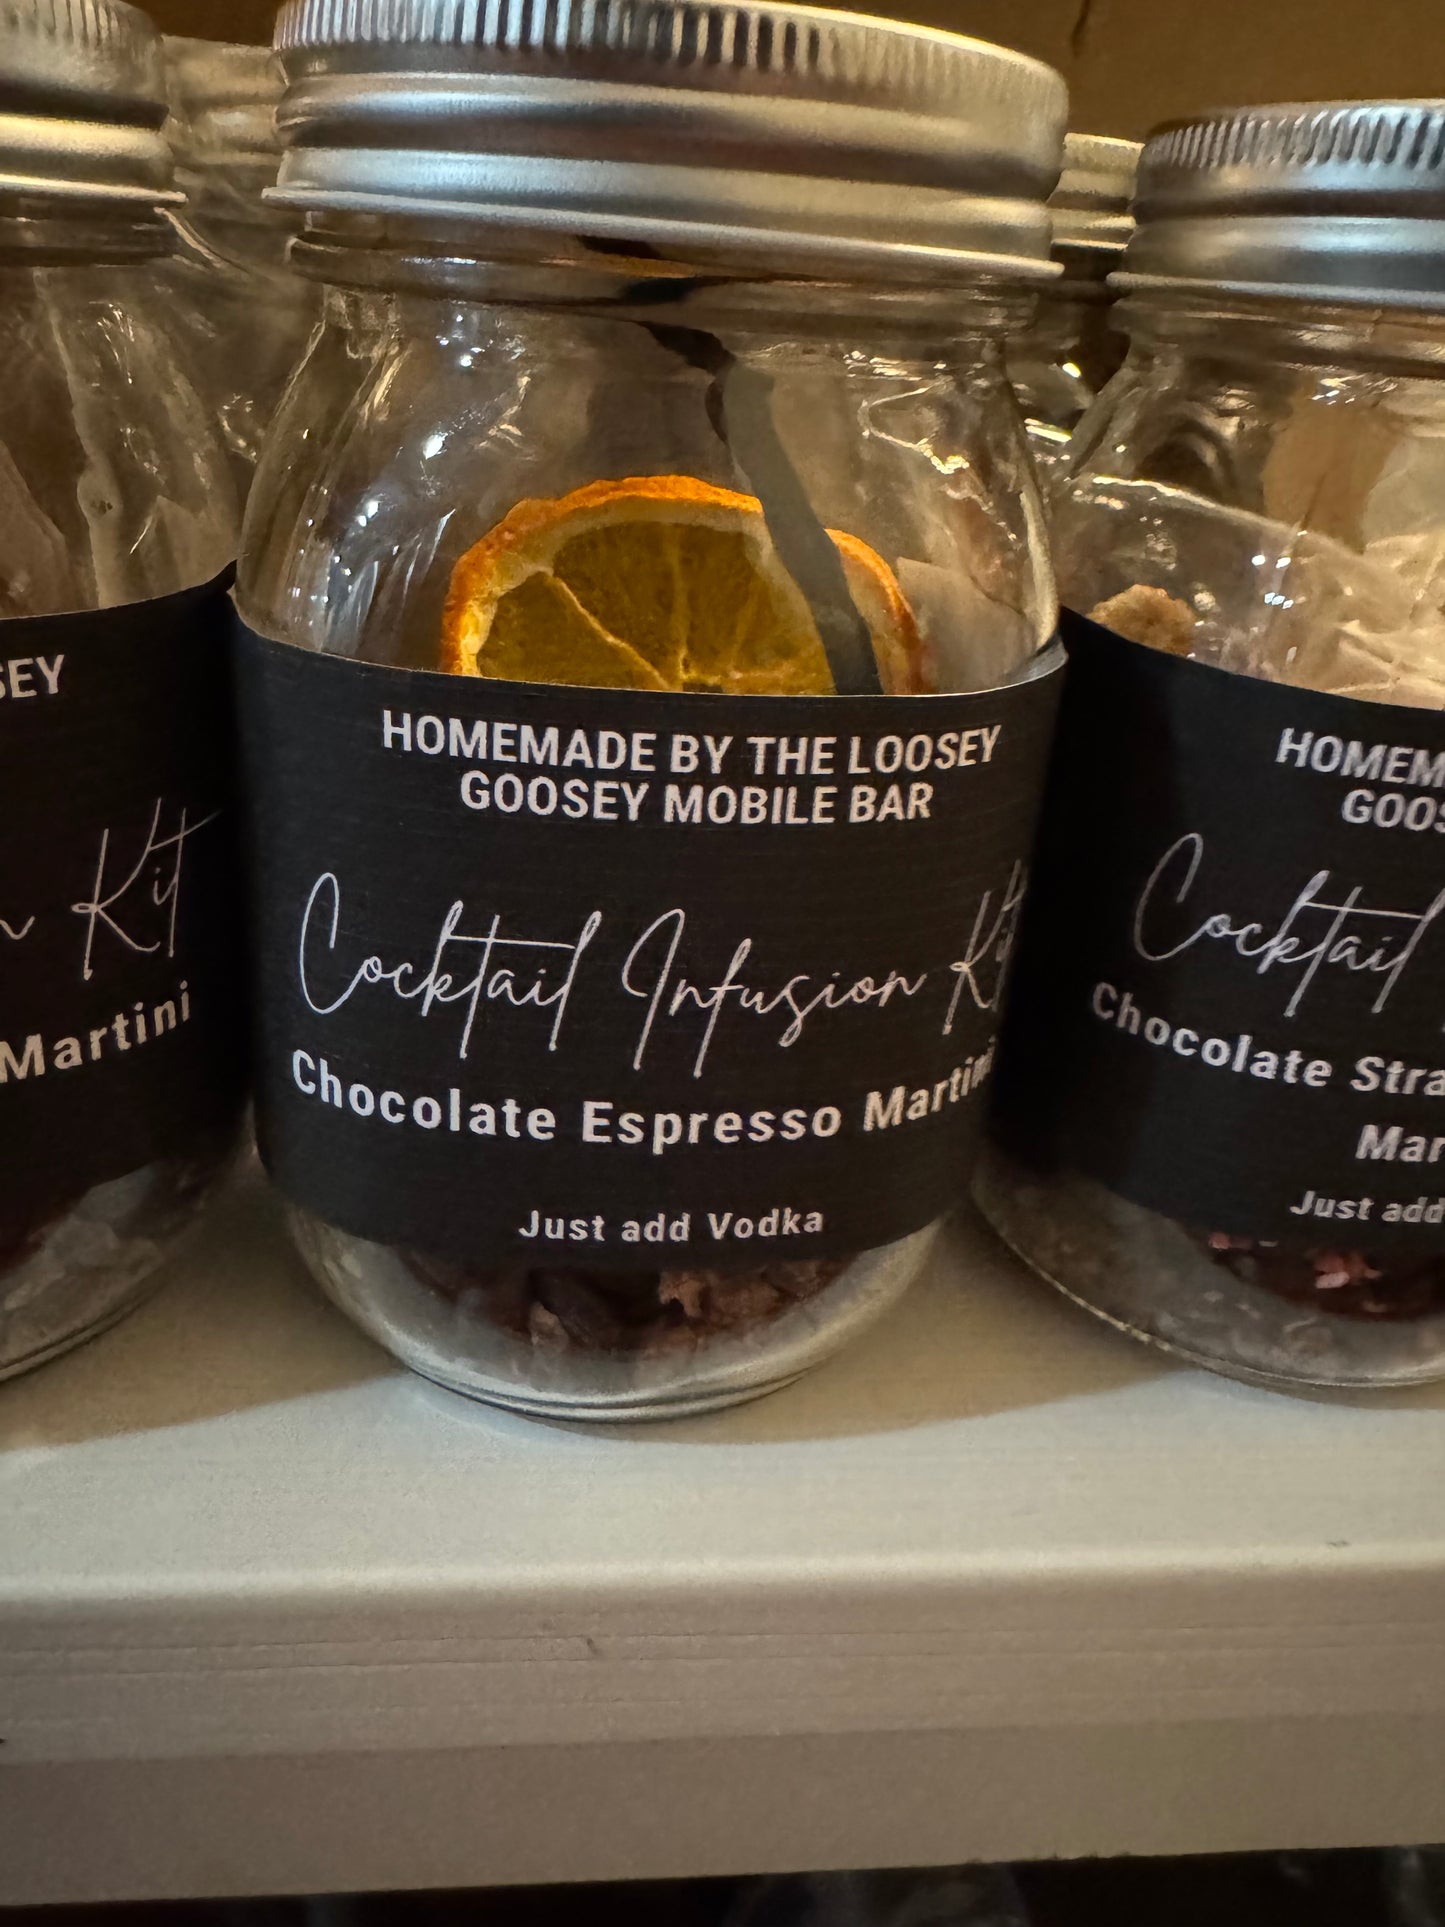 SEY
n Kit
Martini
HOMEMADE BY THE LOOSEY
GOOSEY MOBILE BAR
Cocktail Infusion Kit
Chocolate Espresso Martini
Just add Vodka
HOMEM
GOOS
Cocktail
Chocolate Stra
Mar
Just add